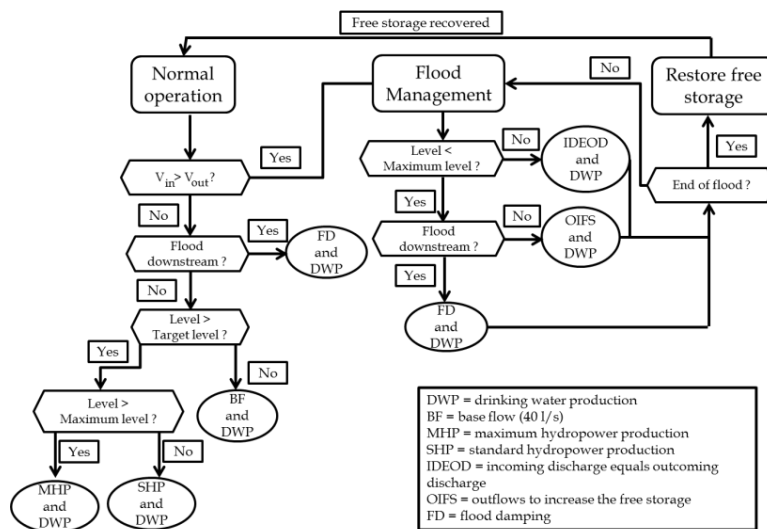 Free storage recovered
Normal
operation
Flood
Management
Restore free
storage
No
Yes
V_in > V_out ?
Yes
Level <
Maximum level ?
No
IDEOD
and
DWP
End of flood ?
No
Yes
Flood
downstream ?
Yes
FD
and
DWP
Flood
downstream ?
No
OIFS
and
DWP
Yes
No
Level >
Target level ?
FD
and
DWP
Yes
No
Level >
Maximum level ?
BF
and
DWP
Yes
No
MHP
and
DWP
SHP
and
DWP
DWP = drinking water production
BF = base flow (40 l/s)
MHP = maximum hydropower production
SHP = standard hydropower production
IDEOD = incoming discharge equals outcoming
discharge
OIFS = outflows to increase the free storage
FD = flood damping